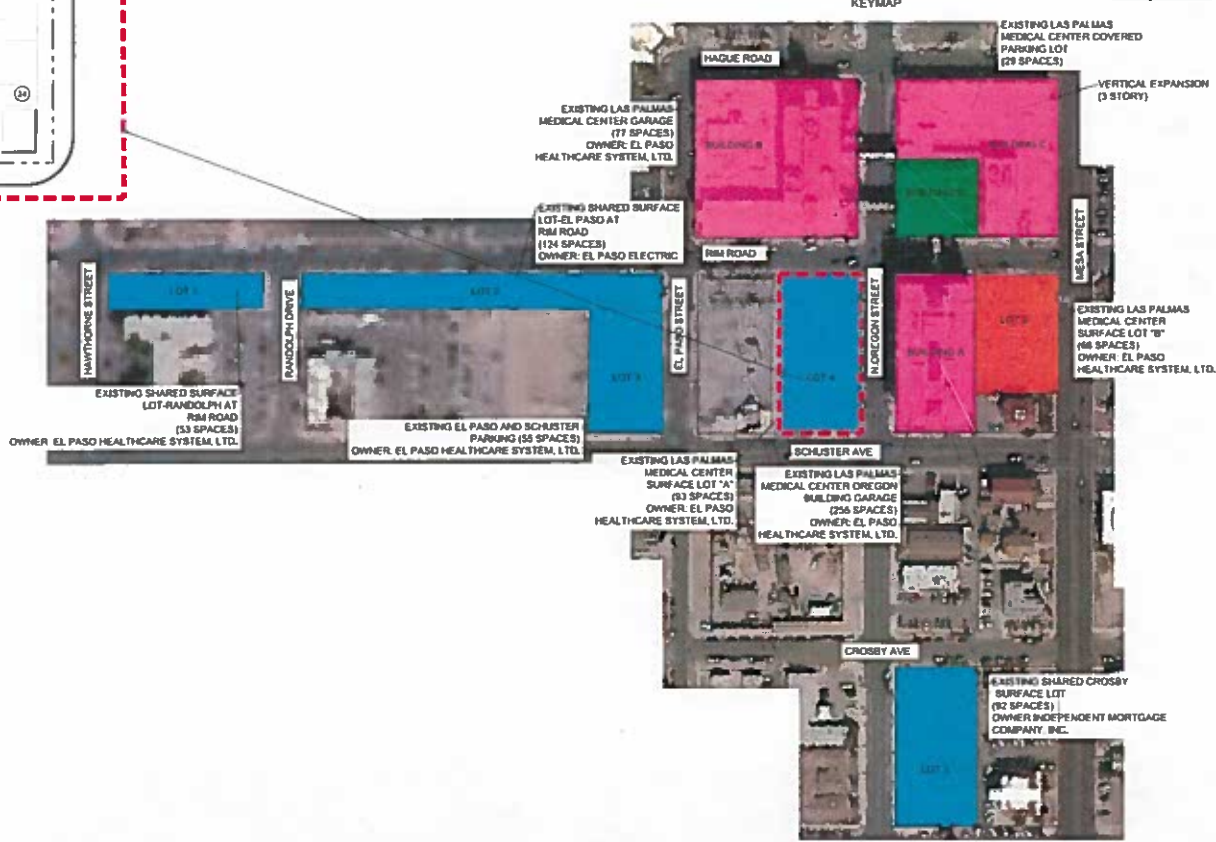 KEYMAP
34
EXISTING LAS PALMAS
MEDICAL CENTER COVERED
PARKING LOT
(29 SPACES)
HAGUE ROAD
VERTICAL EXPANSION
(3 STORY)
EXISTING LAS PALMAS
MEDICAL CENTER GARAGE
(77 SPACES)
OWNER: EL PASO
HEALTHCARE SYSTEM, LTD.
BUILDING B
BUILDING C
EXISTING SHARED SURFACE
LOT-EL PASO AT
RIM ROAD
(124 SPACES)
OWNER: EL PASO ELECTRIC
RIM ROAD
MESA STREET
HAWTHORNE STREET
LOT 1
RANDOLPH DRIVE
LOT 2
EL PASO STREET
N.OREGON STREET
EXISTING LAS PALMAS
MEDICAL CENTER
SURFACE LOT "B"
(66 SPACES)
OWNER: EL PASO
HEALTHCARE SYSTEM, LTD.
BUILDING A
LOT 3
LOT 4
EXISTING SHARED SURFACE
LOT-RANDOLPH AT
RIM ROAD
(53 SPACES)
OWNER EL PASO HEALTHCARE SYSTEM, LTD.
EXISTING EL PASO AND SCHUSTER
PARKING (55 SPACES)
OWNER: EL PASO HEALTHCARE SYSTEM, LTD.
SCHUSTER AVE
EXISTING LAS PALMAS
MEDICAL CENTER
SURFACE LOT "A"
(93 SPACES)
OWNER: EL PASO
HEALTHCARE SYSTEM, LTD.
EXISTING LAS PALMAS
MEDICAL CENTER OREGON
BUILDING GARAGE
(256 SPACES)
OWNER: EL PASO
HEALTHCARE SYSTEM, LTD.
CROSBY AVE
EXISTING SHARED CROSBY
SURFACE LOT
(92 SPACES)
OWNER INDEPENDENT MORTGAGE
COMPANY, INC.